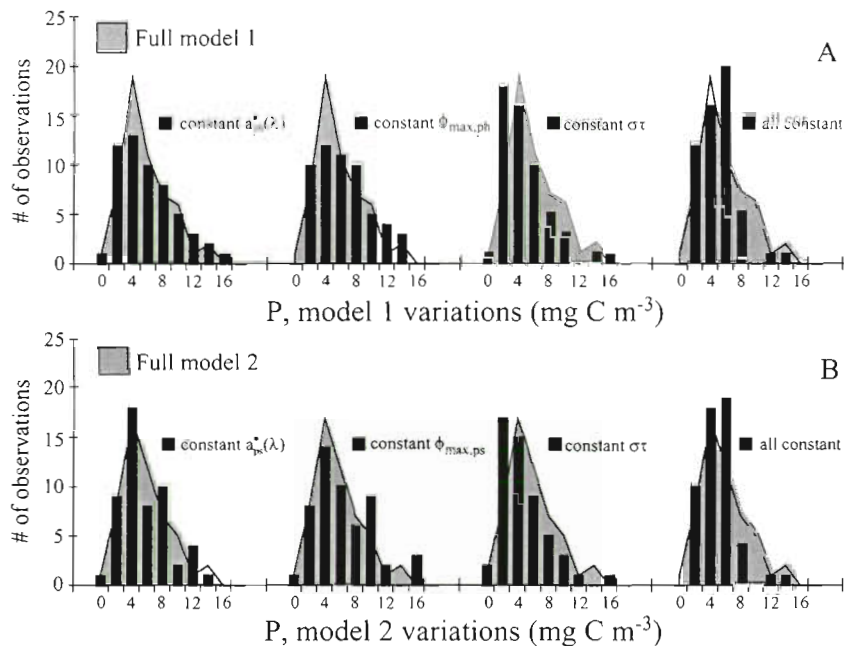 25
Full model 1
A
20
15
10
5
0
# of observations
constant a*ph(λ)
constant ϕmax,ph
constant στ
all constant
0 4 8 12 16 0 4 8 12 16 0 4 8 12 16 0 4 8 12 16
P, model 1 variations (mg C m-3)
25
Full model 2
B
20
15
10
5
0
# of observations
constant a*ps(λ)
constant ϕmax,ps
constant στ
all constant
0 4 8 12 16 0 4 8 12 16 0 4 8 12 16 0 4 8 12 16
P, model 2 variations (mg C m-3)